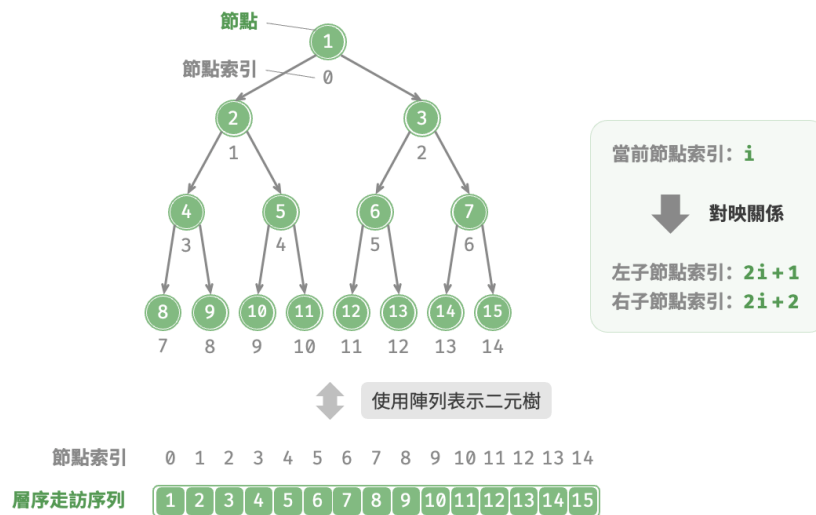 節點
1
節點索引
0
2
3
1
2
當前節點索引: i
4
5
6
7
對映關係
3
4
5
6
左子節點索引: 2i+1
右子節點索引: 2i+2
8 9 10 11 12 13 14 15
7 8 9 10 11 12 13 14
使用陣列表示二元樹
節點索引 0 1 2 3 4 5 6 7 8 9 10 11 12 13 14
層序走訪序列 1 2 3 4 5 6 7 8 9 10 11 12 13 14 15